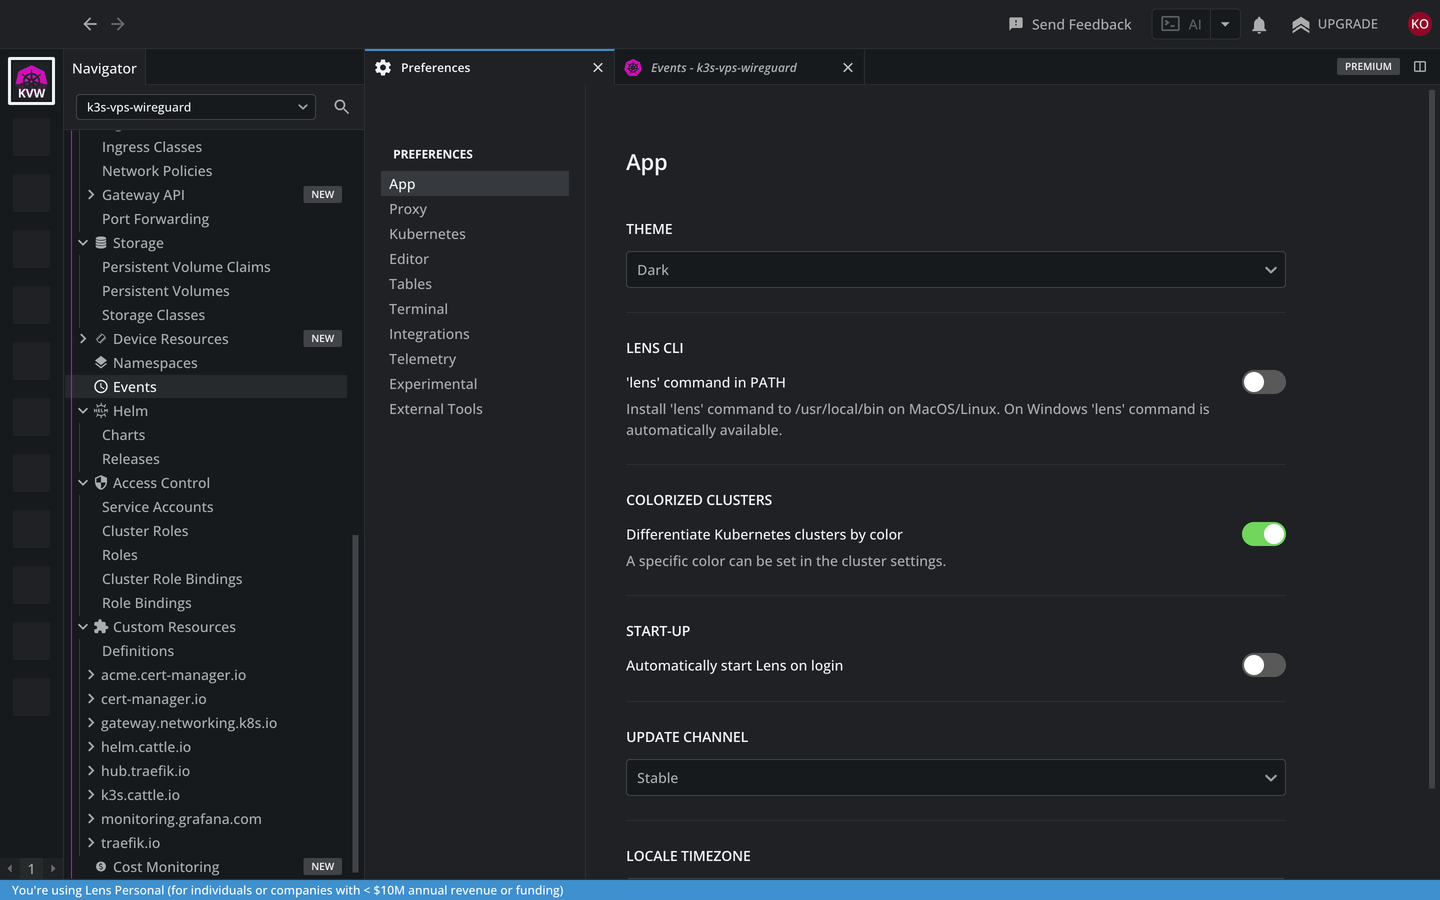 Send Feedback
AI
UPGRADE
KO
KVW
Navigator
Preferences
Events - k3s-vps-wireguard
PREMIUM
k3s-vps-wireguard
Ingress Classes
Network Policies
Gateway API
NEW
Port Forwarding
Storage
Persistent Volume Claims
Persistent Volumes
Storage Classes
Device Resources
NEW
Namespaces
Events
Helm
Charts
Releases
Access Control
Service Accounts
Cluster Roles
Roles
Cluster Role Bindings
Role Bindings
Custom Resources
Definitions
acme.cert-manager.io
cert-manager.io
gateway.networking.k8s.io
helm.cattle.io
hub.traefik.io
k3s.cattle.io
monitoring.grafana.com
traefik.io
Cost Monitoring
NEW
1
PREFERENCES
App
Proxy
Kubernetes
Editor
Tables
Terminal
Integrations
Telemetry
Experimental
External Tools
App
THEME
Dark
LENS CLI
'lens' command in PATH
Install 'lens' command to /usr/local/bin on MacOS/Linux. On Windows 'lens' command is
automatically available.
COLORIZED CLUSTERS
Differentiate Kubernetes clusters by color
A specific color can be set in the cluster settings.
START-UP
Automatically start Lens on login
UPDATE CHANNEL
Stable
LOCALE TIMEZONE
You're using Lens Personal (for individuals or companies with < $10M annual revenue or funding)